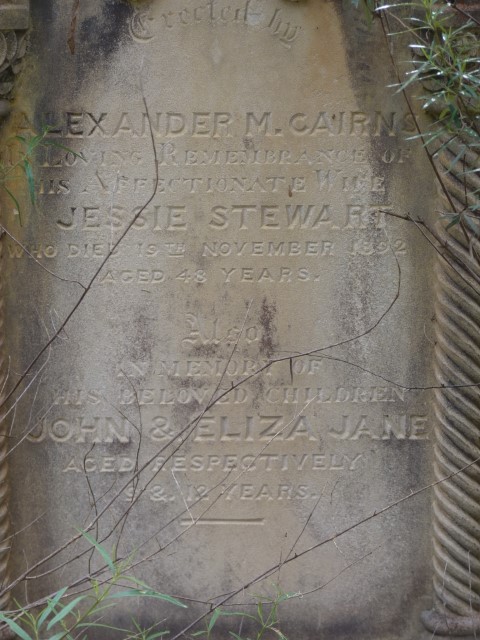 Erected by
ALEXANDER M. CAIRNS
IN LOVING REMEMBRANCE OF
HIS AFFECTIONATE WIFE
JESSIE STEWART
WHO DIED 19TH NOVEMBER 1892
AGED 48 YEARS.
Also
IN MEMORY OF
HIS BELOVED CHILDREN
JOHN & ELIZA JANE
AGED RESPECTIVELY
9 & 12 YEARS.